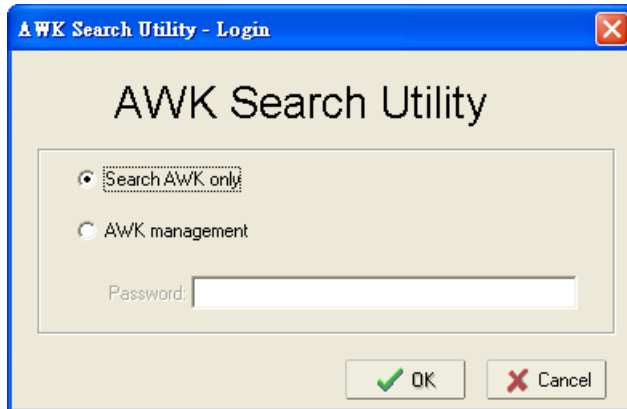 AWK Search Utility - Login
AWK Search Utility
Search AWK only
AWK management
Password:
OK
Cancel